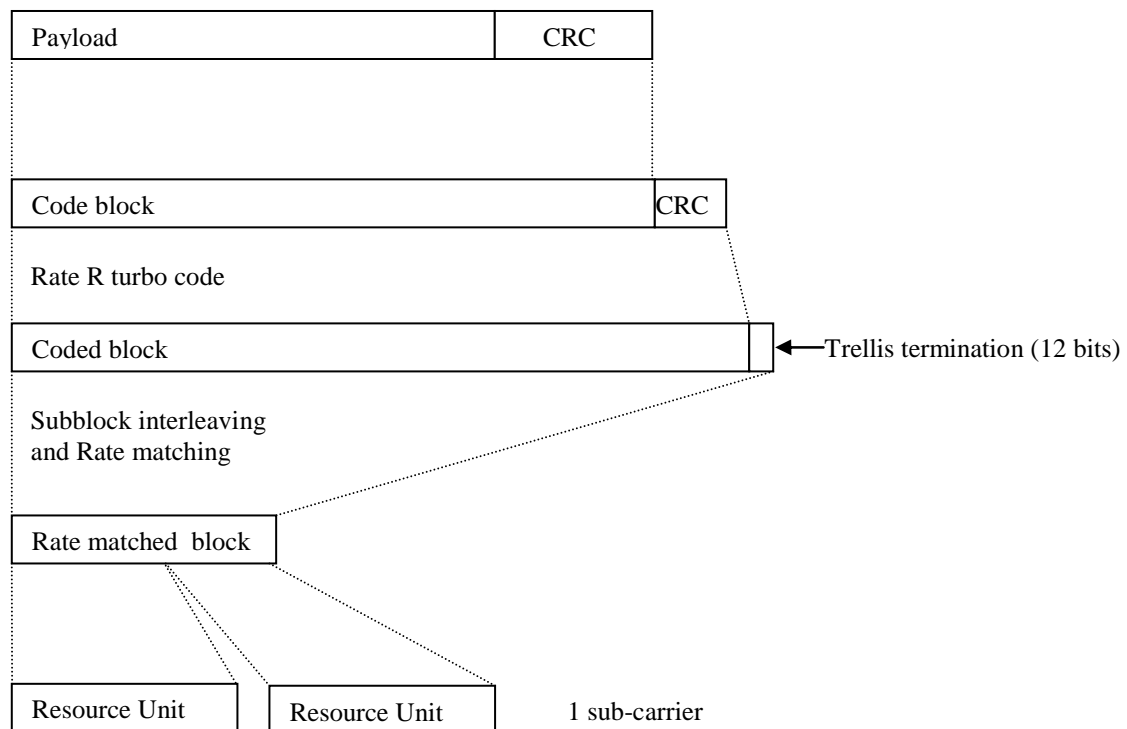 Payload CRC
Code block CRC
Rate R turbo code
Coded block
Trellis termination (12 bits)
Subblock interleaving
and Rate matching
Rate matched block
Resource Unit Resource Unit 1 sub-carrier